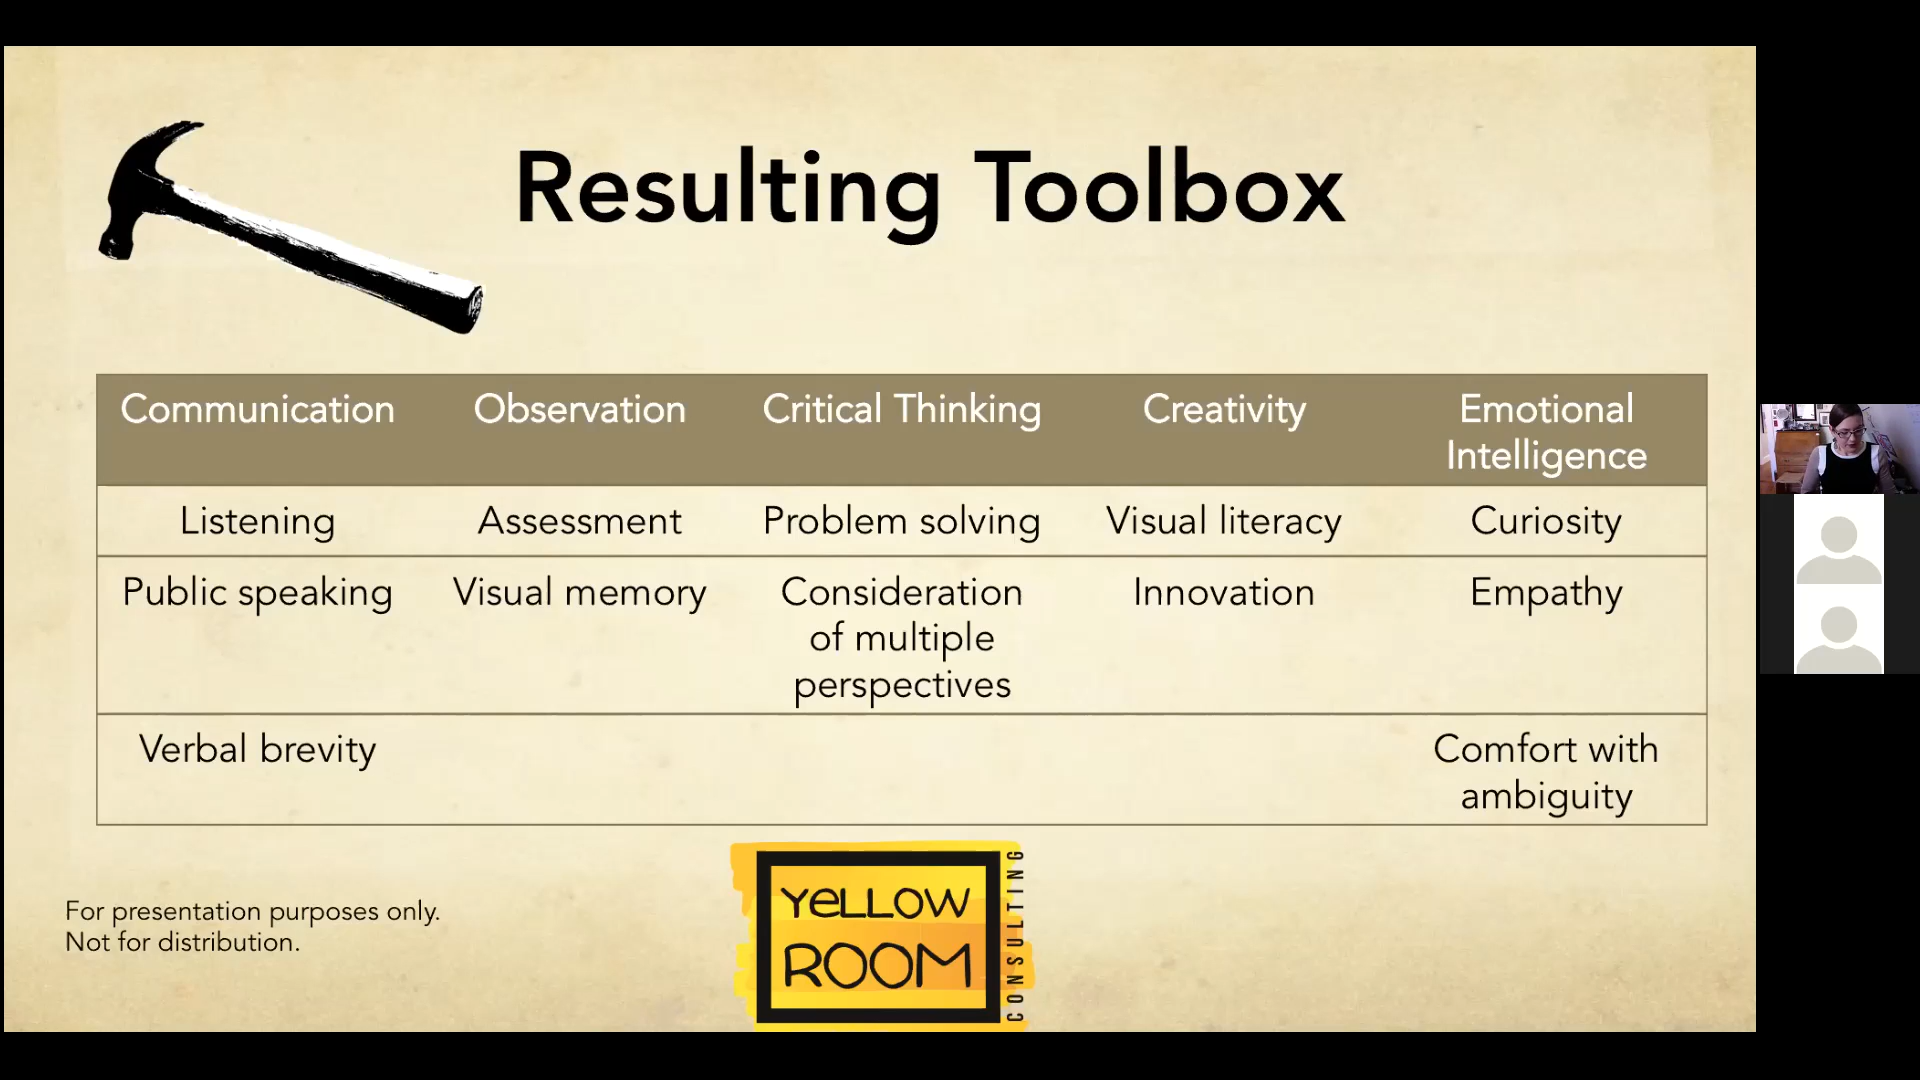 Resulting Toolbox
Communication Observation Critical Thinking Creativity Emotional
Intelligence
Listening Assessment Problem solving Visual literacy Curiosity
Public speaking Visual memory Consideration Innovation Empathy
of multiple
perspectives
Verbal brevity Comfort with
ambiguity
For presentation purposes only.
Not for distribution.
YeLLOW
ROOM
CONSULTING